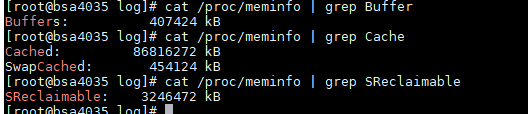 [root@bsa4035 log]# cat /proc/meminfo | grep Buffer
Buffers:          407424 kB
[root@bsa4035 log]# cat /proc/meminfo | grep Cache
Cached:         86816272 kB
SwapCached:       454124 kB
[root@bsa4035 log]# cat /proc/meminfo | grep SReclaimable
SReclaimable:    3246472 kB
[root@bsa4035 log]#